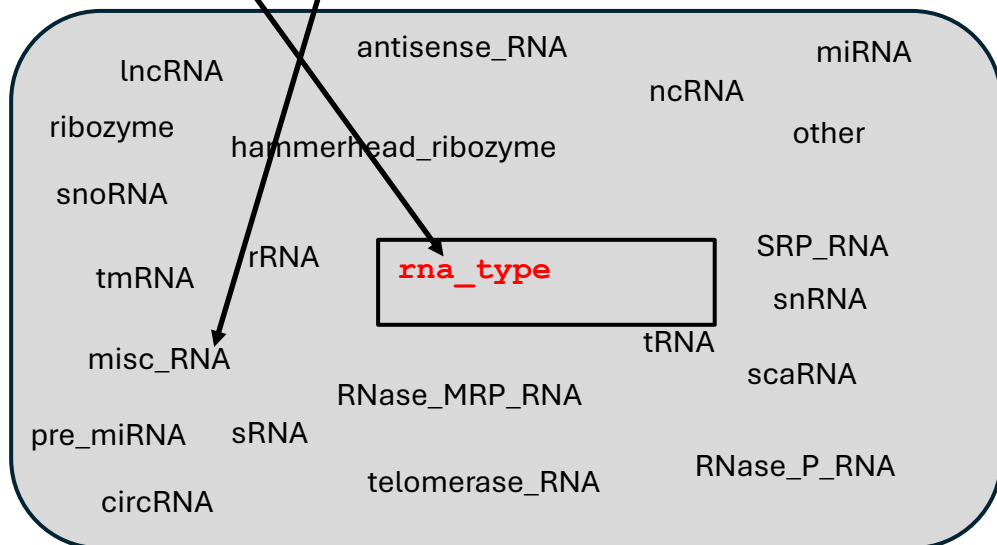 antisense_RNA
miRNA
lncRNA
ncRNA
ribozyme
other
hammerhead_ribozyme
snoRNA
SRP_RNA
rRNA
rna_type
tmRNA
snRNA
tRNA
misc_RNA
scaRNA
RNase_MRP_RNA
pre_miRNA
sRNA
RNase_P_RNA
telomerase_RNA
circRNA